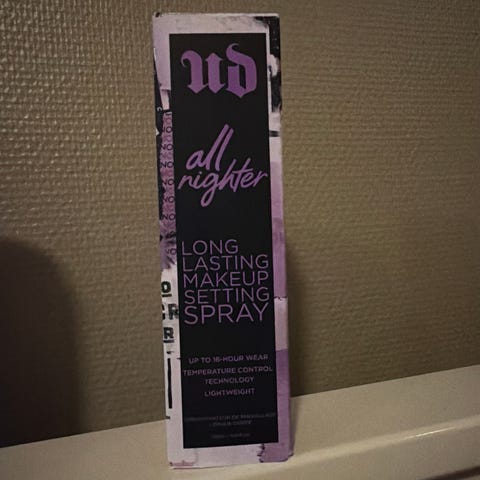 UD
all
nighter
LONG
LASTING
MAKEUP
SETTING
SPRAY
UP TO 16-HOUR WEAR
TEMPERATURE CONTROL
TECHNOLOGY
LIGHTWEIGHT